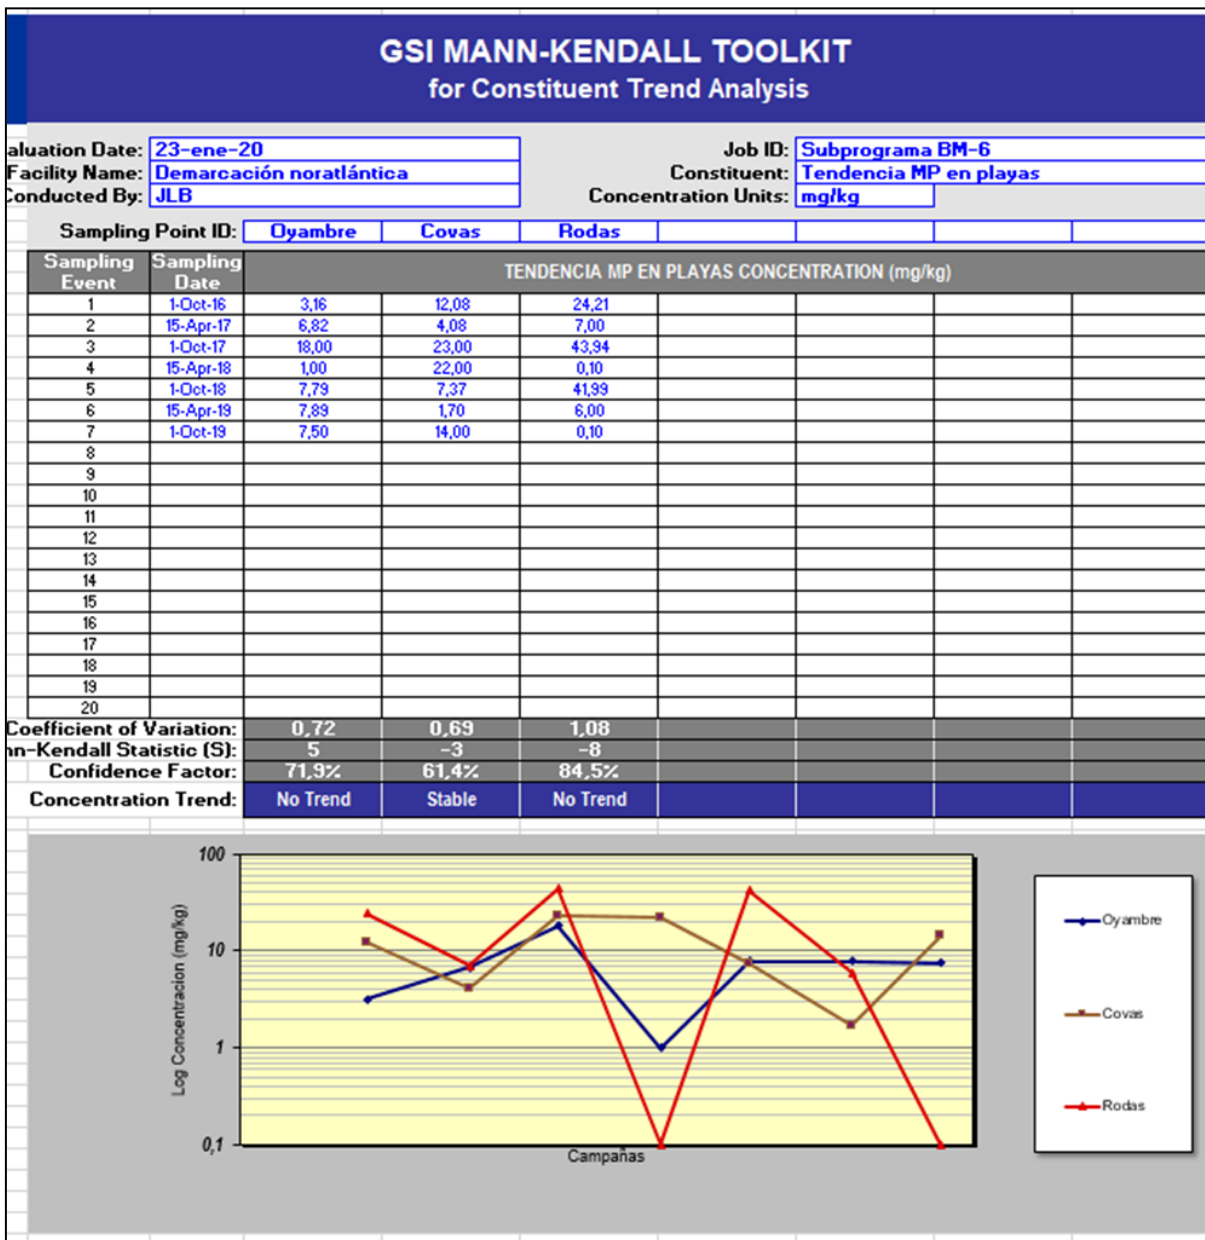 GSI MANN-KENDALL TOOLKIT
for Constituent Trend Analysis
aluation Date: 23-ene-20 Job ID: Subprograma BM-6
Facility Name: Demarcación noratlántica Constituent: Tendencia MP en playas
Conducted By: JLB Concentration Units: mg/kg
Sampling Point ID: Oyambre Covas Rodas
Sampling Event Sampling Date TENDENCIA MP EN PLAYAS CONCENTRATION (mg/kg)
1 1-Oct-16 3,16 12,08 24,21
2 15-Apr-17 6,82 4,08 7,00
3 1-Oct-17 18,00 23,00 43,94
4 15-Apr-18 1,00 22,00 0,10
5 1-Oct-18 7,79 7,37 41,99
6 15-Apr-19 7,89 1,70 6,00
7 1-Oct-19 7,50 14,00 0,10
8
9
10
11
12
13
14
15
16
17
18
19
20
Coefficient of Variation: 0,72 0,69 1,08
nn-Kendall Statistic (S): 5 -3 -8
Confidence Factor: 71,9% 61,4% 84,5%
Concentration Trend: No Trend Stable No Trend
100
10
1
0,1
Log Concentracion (mg/kg)
Campañas
Oyambre
Covas
Rodas